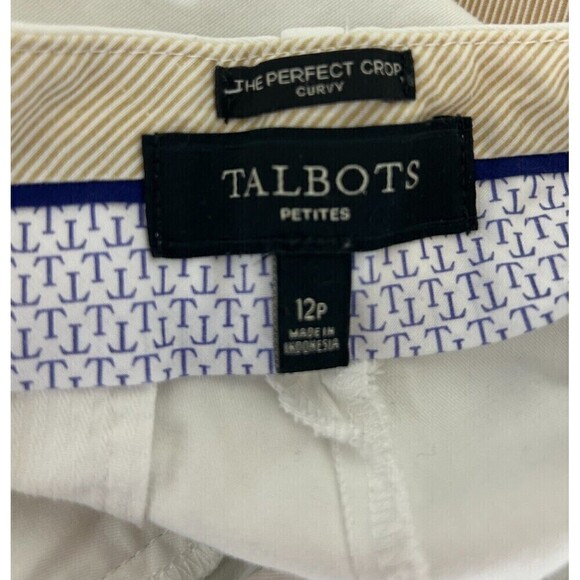 THE PERFECT CROP
CURVY
TALBOTS
PETITES
12P
MADE IN
INDONESIA